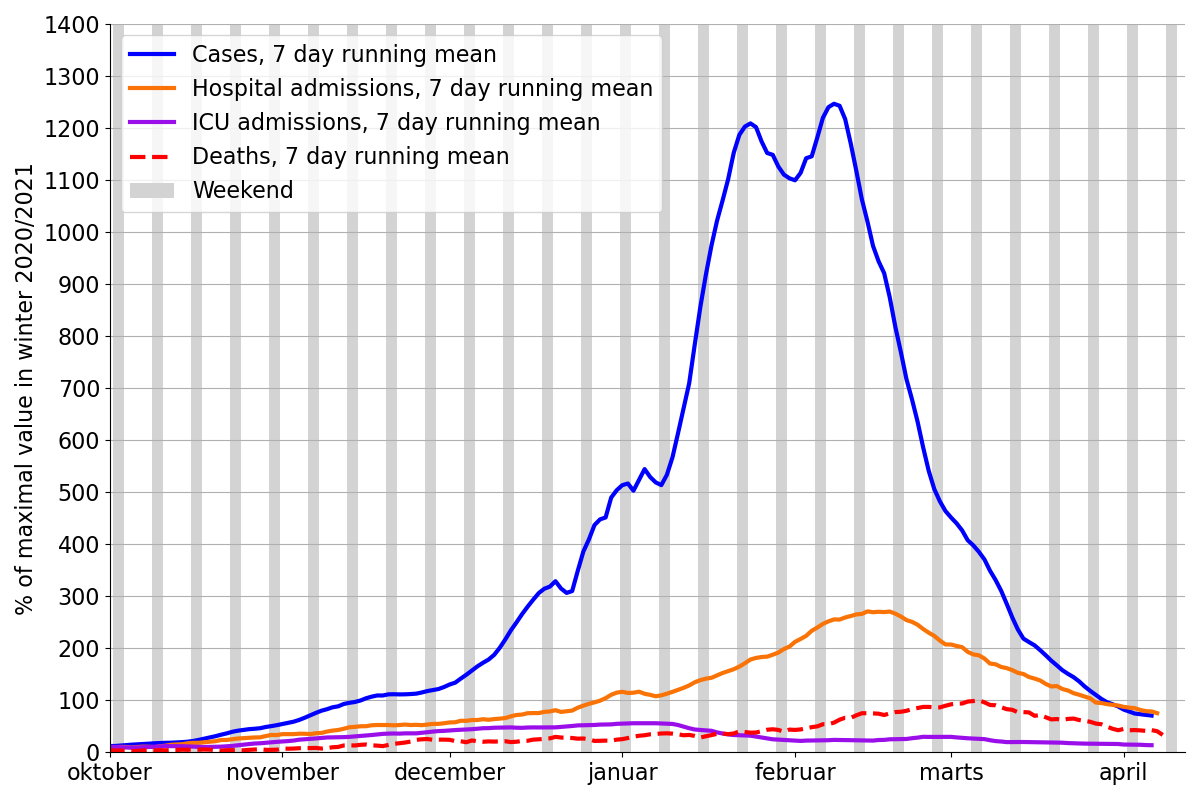 Cases, 7 day running mean
Hospital admissions, 7 day running mean
ICU admissions, 7 day running mean
Deaths, 7 day running mean
Weekend
% of maximal value in winter 2020/2021
1400
1300
1200
1100
1000
900
800
700
600
500
400
300
200
100
0
oktober november december januar februar marts april